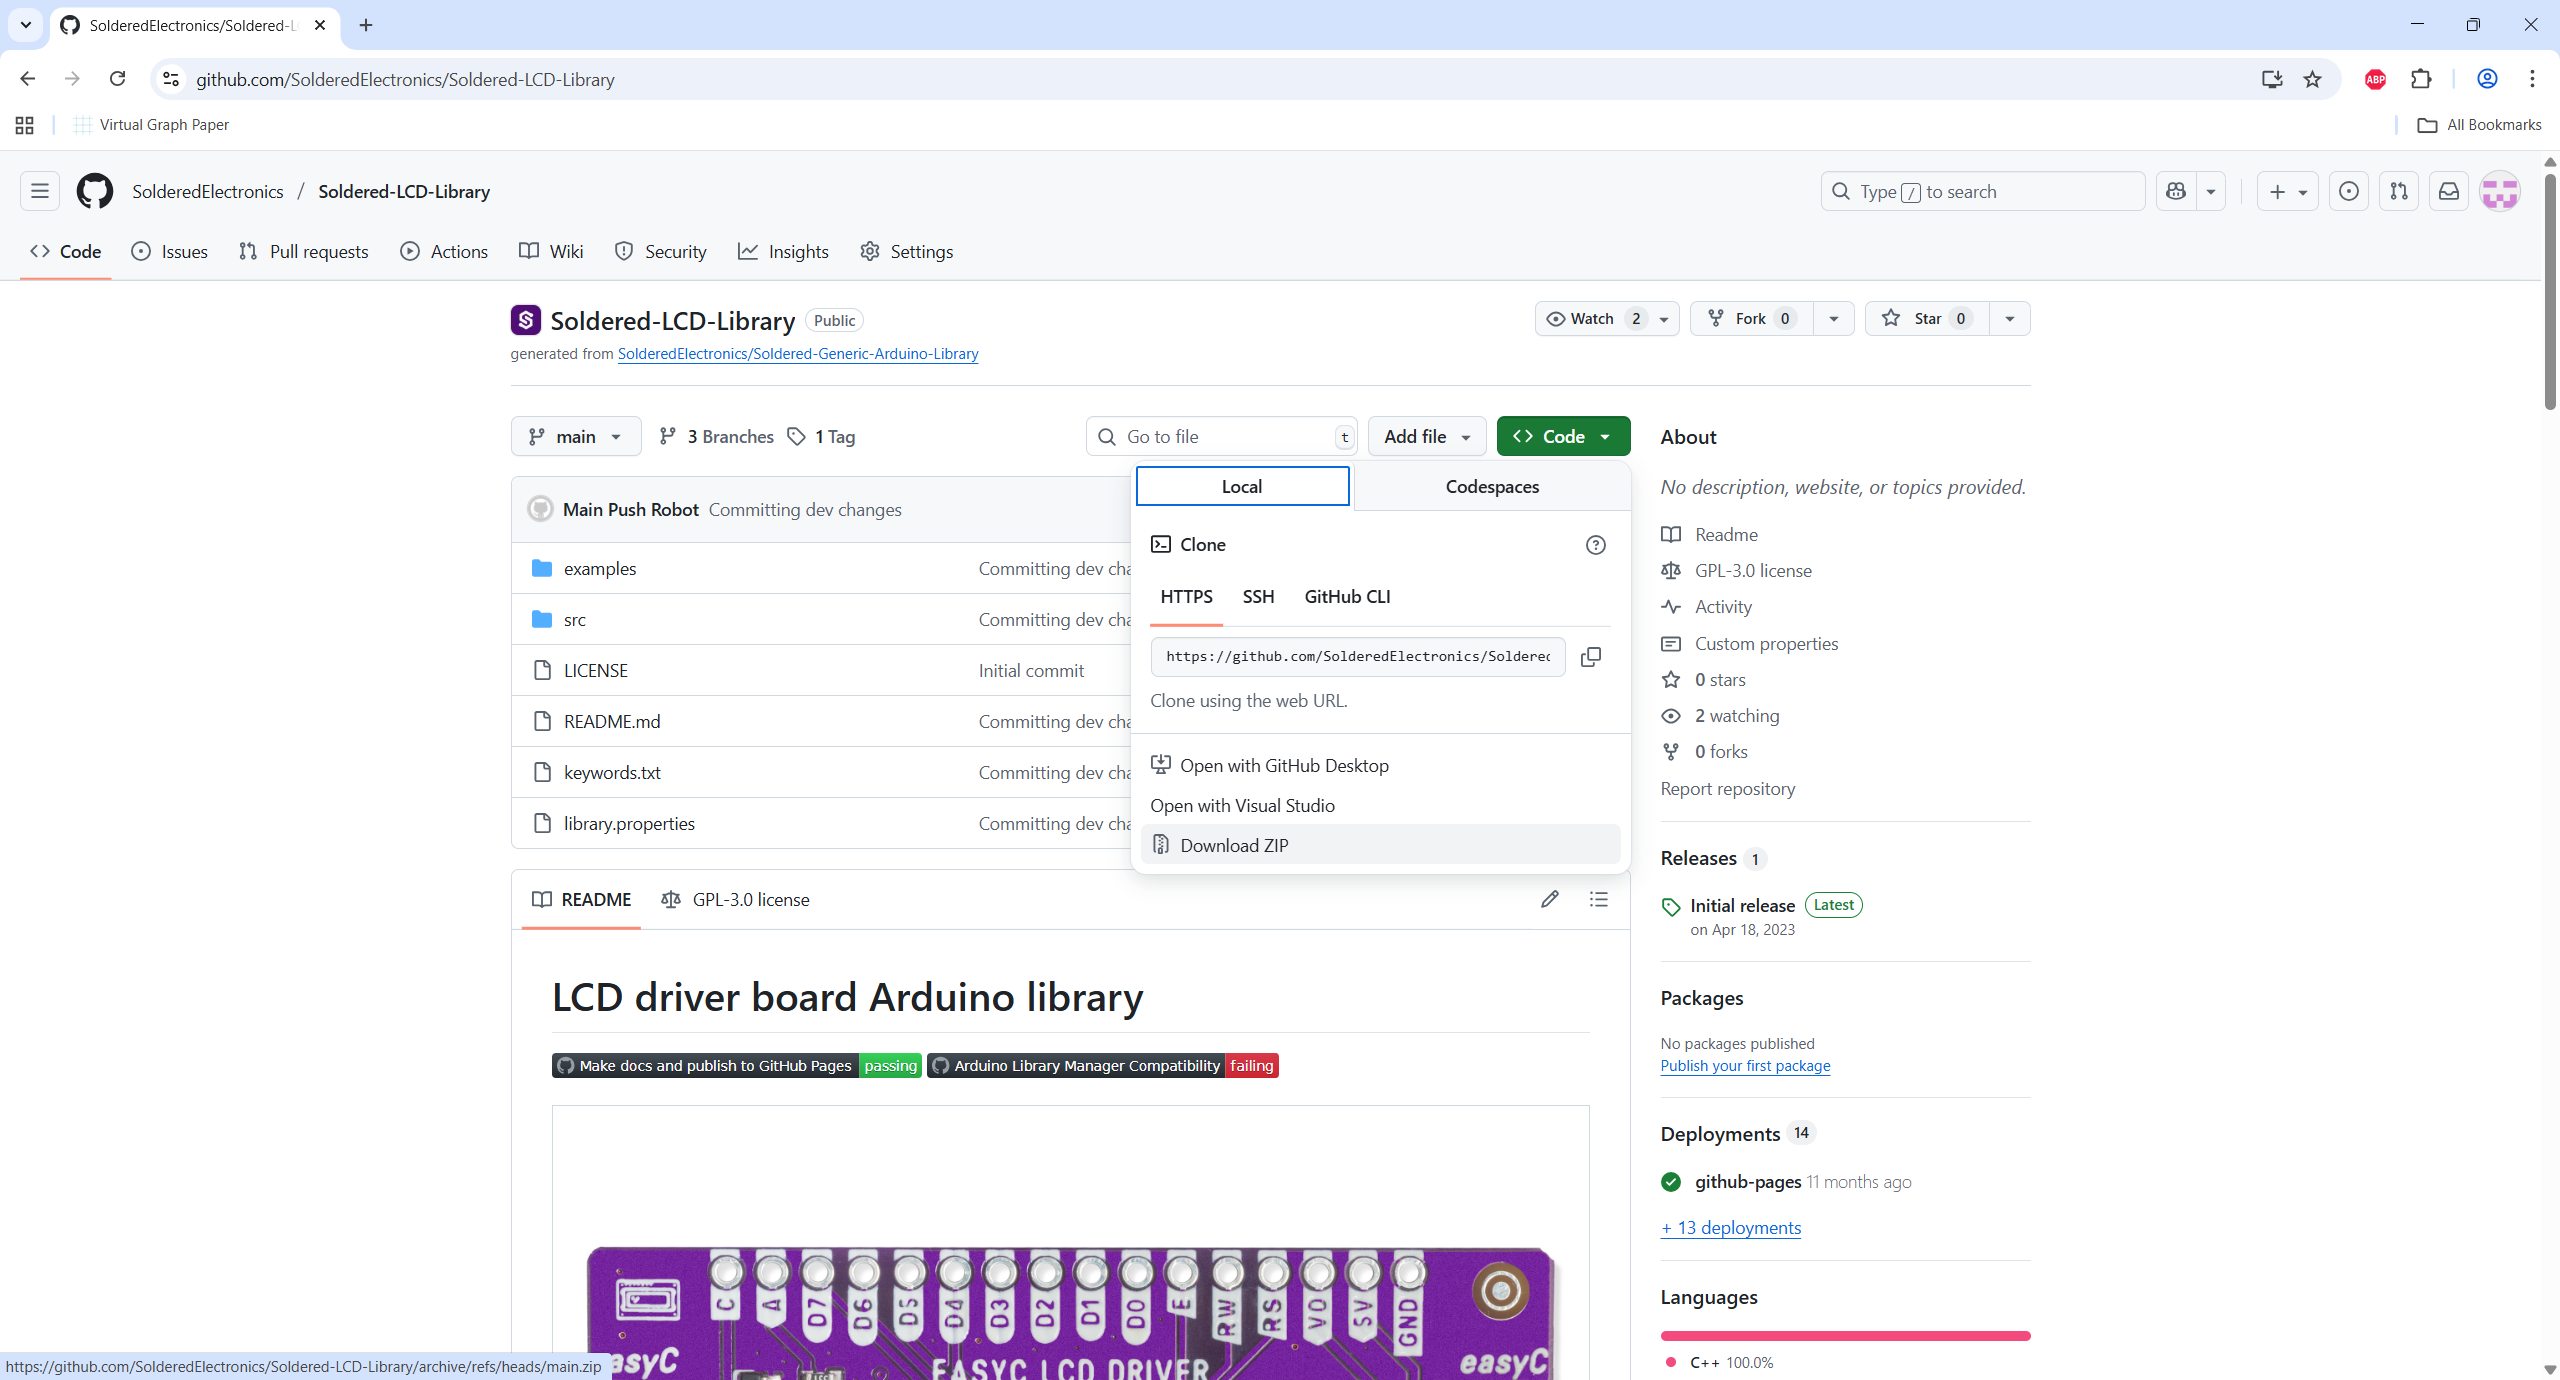 SolderedElectronics/Soldered-L
github.com/SolderedElectronics/Soldered-LCD-Library
ABP
Virtual Graph Paper
All Bookmarks
SolderedElectronics / Soldered-LCD-Library
Type / to search
Code
Issues
Pull requests
Actions
Wiki
Security
Insights
Settings
Soldered-LCD-Library Public
Watch 2
Fork 0
Star 0
generated from SolderedElectronics/Soldered-Generic-Arduino-Library
main
3 Branches
1 Tag
Go to file t
Add file
Code
Local
Codespaces
Clone
HTTPS
SSH
GitHub CLI
https://github.com/SolderedElectronics/Soldered
Clone using the web URL.
Open with GitHub Desktop
Open with Visual Studio
Download ZIP
Main Push Robot Committing dev changes
examples Committing dev cha
src Committing dev cha
LICENSE Initial commit
README.md Committing dev cha
keywords.txt Committing dev cha
library.properties Committing dev cha
README
GPL-3.0 license
LCD driver board Arduino library
Make docs and publish to GitHub Pages passing
Arduino Library Manager Compatibility failing
C A D7 D6 D5 D4 D3 D2 D1 D0 E RW RS VO 5V GND
easyC
EASYC LCD DRIVER
easyC
About
No description, website, or topics provided.
Readme
GPL-3.0 license
Activity
Custom properties
0 stars
2 watching
0 forks
Report repository
Releases 1
Initial release Latest
on Apr 18, 2023
Packages
No packages published
Publish your first package
Deployments 14
github-pages 11 months ago
+ 13 deployments
Languages
C++ 100.0%
https://github.com/SolderedElectronics/Soldered-LCD-Library/archive/refs/heads/main.zip